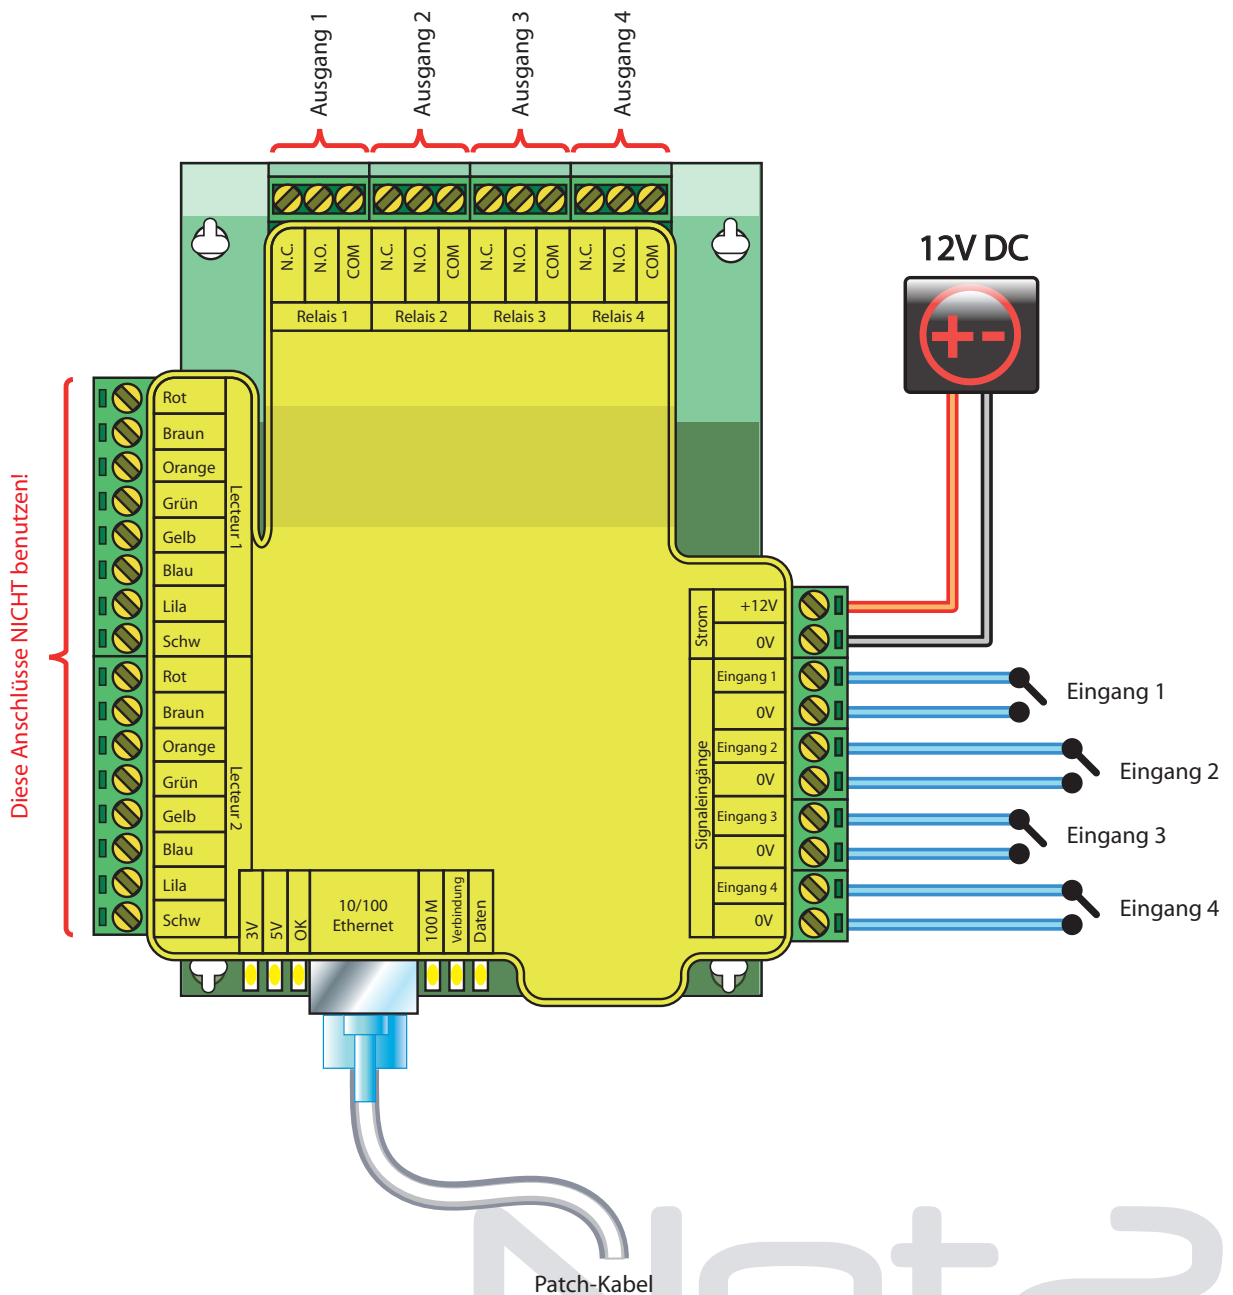 Ausgang 1
Ausgang 2
Ausgang 3
Ausgang 4
N.C.
N.O.
COM
N.C.
N.O.
COM
N.C.
N.O.
COM
N.C.
N.O.
COM
Relais 1
Relais 2
Relais 3
Relais 4
12V DC
Diese Anschlüsse NICHT benutzen!
Rot
Braun
Orange
Grün
Gelb
Blau
Lila
Schw
Lecteur 1
Rot
Braun
Orange
Grün
Gelb
Blau
Lila
Schw
Lecteur 2
Strom
+12V
0V
Signaleingänge
Eingang 1
0V
Eingang 2
0V
Eingang 3
0V
Eingang 4
0V
Eingang 1
Eingang 2
Eingang 3
Eingang 4
3V
5V
OK
10/100
Ethernet
100 M
Verbindung
Daten
Patch-Kabel
Net2